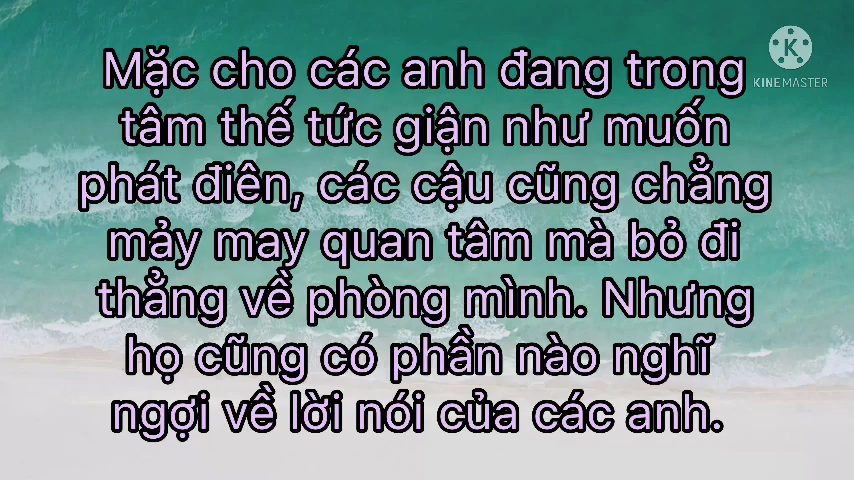 Mặc cho các anh đang trong
tâm thế tức giận như muốn
phát điên, các cậu cũng chẳng
mảy may quan tâm mà bỏ đi
thẳng về phòng mình. Nhưng
họ cũng có phần nào nghĩ
ngợi về lời nói của các anh.
K
KINEMASTER